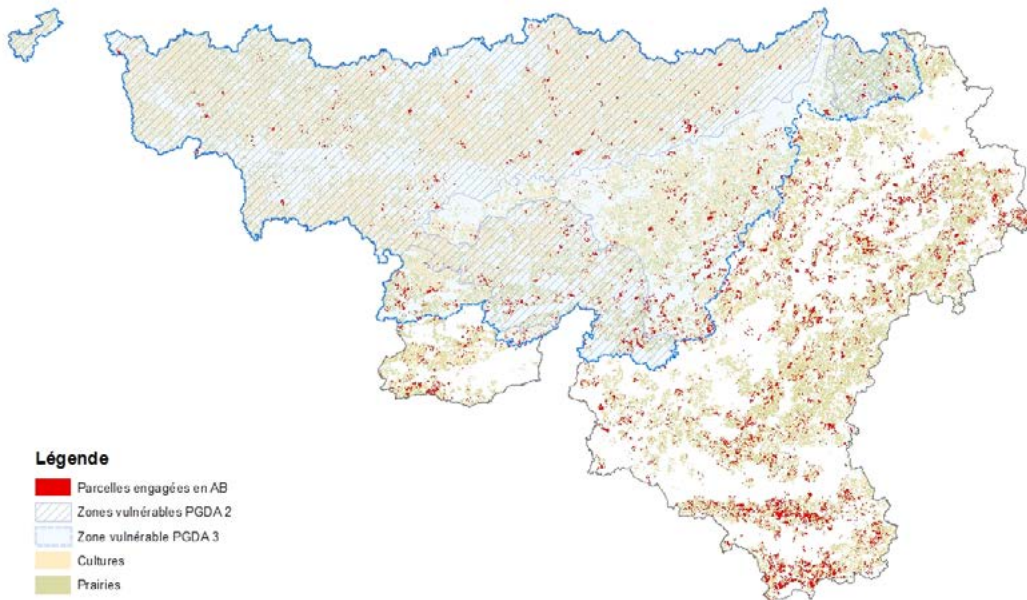 Légende
Parcelles engagées en AB
Zones vulnérables PGDA 2
Zone vulnérable PGDA 3
Cultures
Prairies